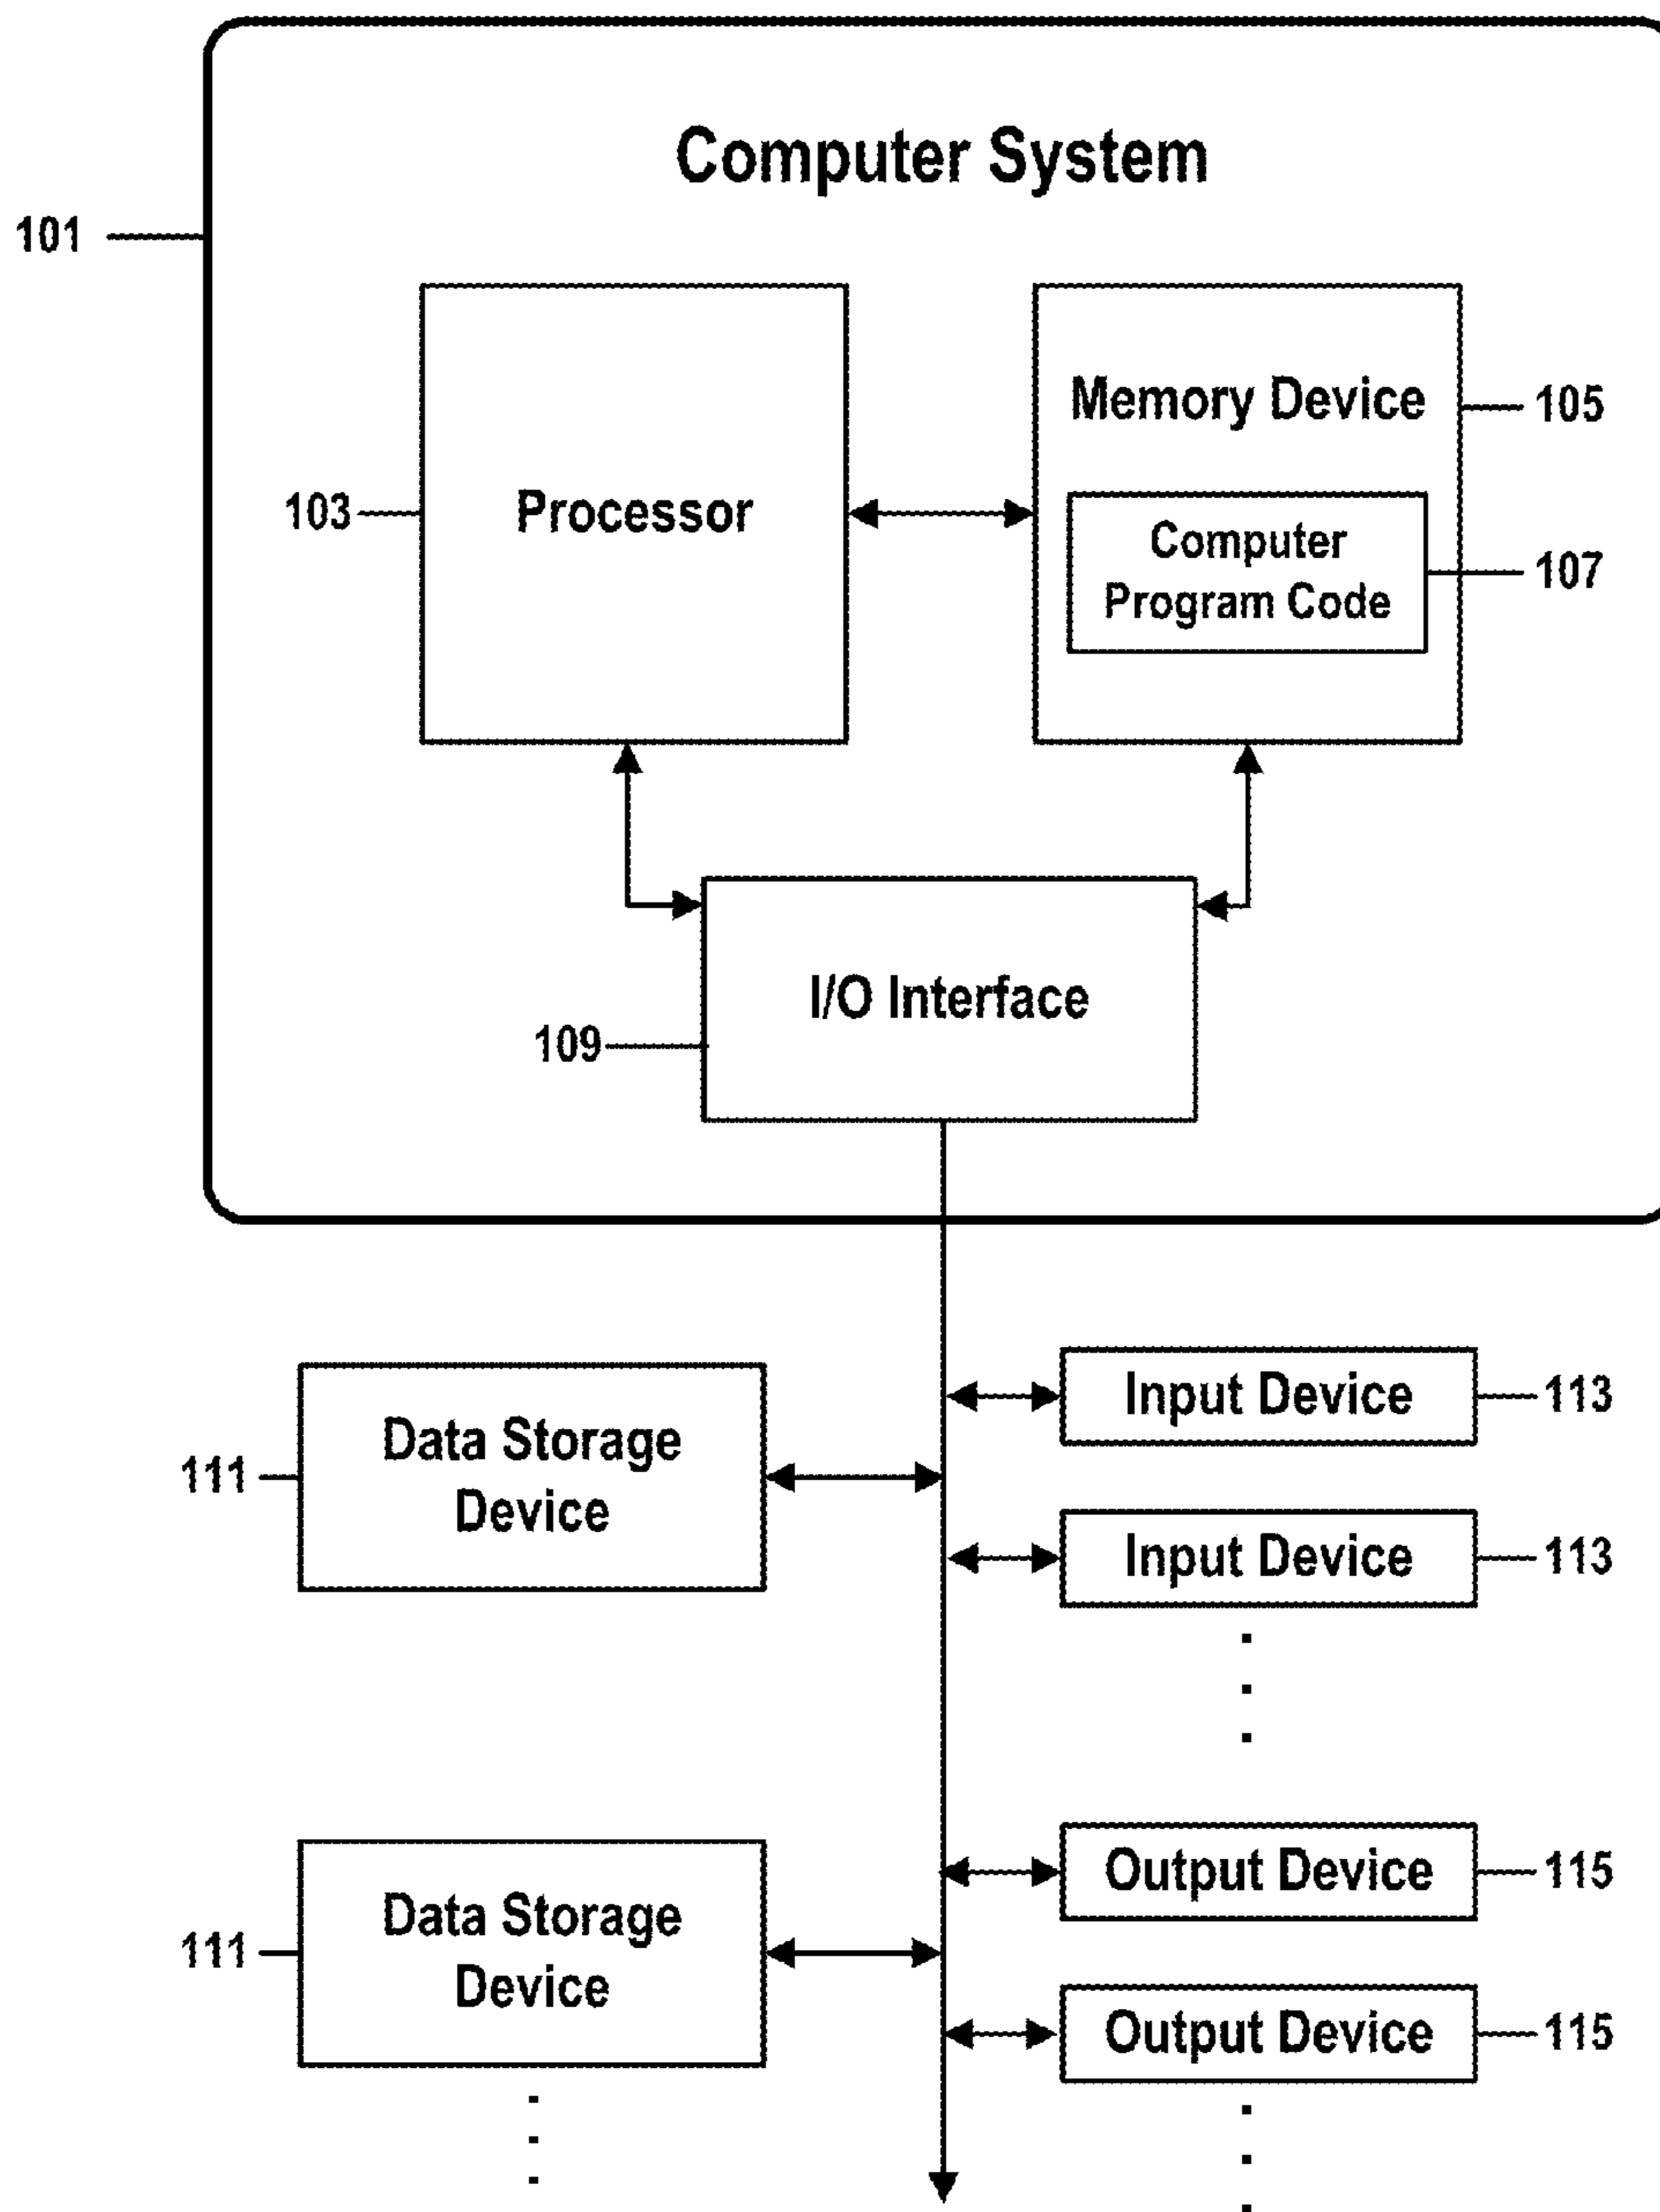 Computer System
101
Memory Device
105
103
Processor
Computer
Program Code
107
I/O Interface
109
Input Device
113
Data Storage
Device
111
Input Device
113
Output Device
115
Data Storage
Device
111
Output Device
115